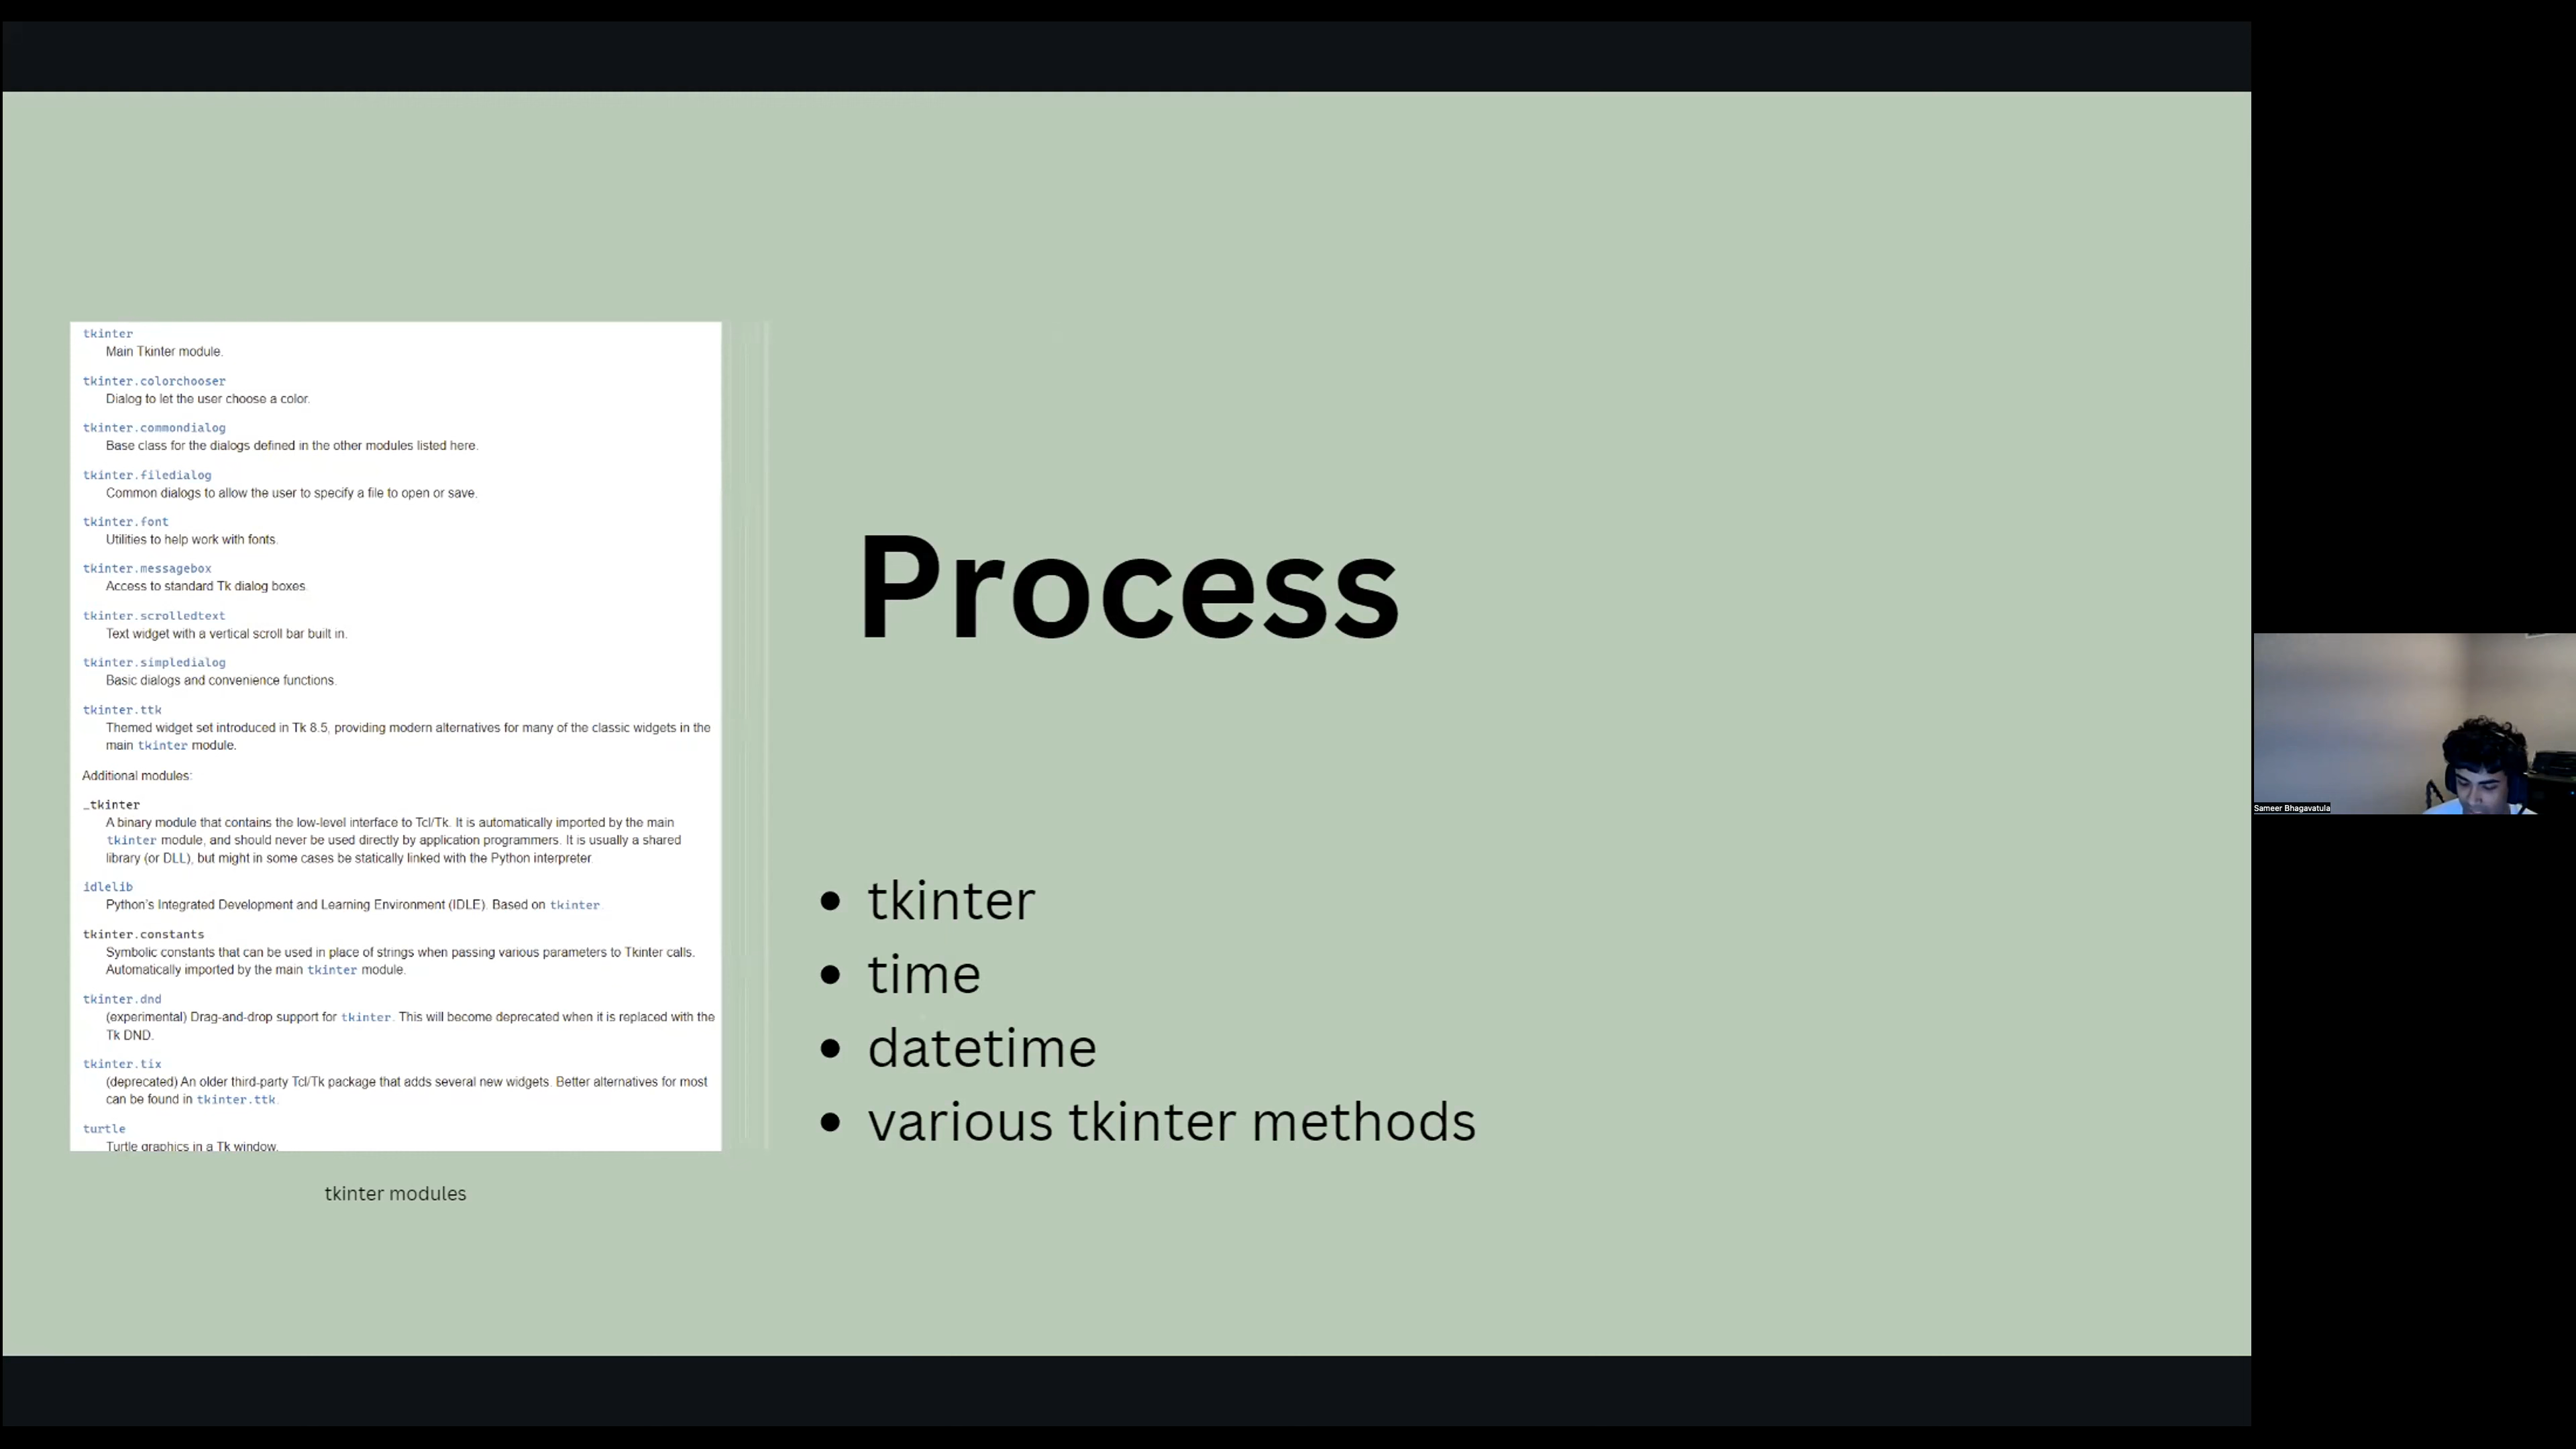 tkinter
Main Tkinter module.
tkinter.colorchooser
Dialog to let the user choose a color.
tkinter.commondialog
Base class for the dialogs defined in the other modules listed here.
tkinter.filedialog
Common dialogs to allow the user to specify a file to open or save.
tkinter.font
Utilities to help work with fonts.
tkinter.messagebox
Access to standard Tk dialog boxes.
tkinter.scrolledtext
Text widget with a vertical scroll bar built in.
tkinter.simpledialog
Basic dialogs and convenience functions.
tkinter.ttk
Themed widget set introduced in Tk 8.5, providing modern alternatives for many of the classic widgets in the
main tkinter module.
Additional modules:
_tkinter
A binary module that contains the low-level interface to Tcl/Tk. It is automatically imported by the main
tkinter module, and should never be used directly by application programmers. It is usually a shared
library (or DLL), but might in some cases be statically linked with the Python interpreter.
idlelib
Python's Integrated Development and Learning Environment (IDLE). Based on tkinter.
tkinter.constants
Symbolic constants that can be used in place of strings when passing various parameters to Tkinter calls.
Automatically imported by the main tkinter module.
tkinter.dnd
(experimental) Drag-and-drop support for tkinter. This will become deprecated when it is replaced with the
Tk DND.
tkinter.tix
(deprecated) An older third-party Tcl/Tk package that adds several new widgets. Better alternatives for most
can be found in tkinter.ttk.
turtle
Turtle graphics in a Tk window.
tkinter modules
Process
• tkinter
• time
• datetime
• various tkinter methods
Sameer Bhagavatula